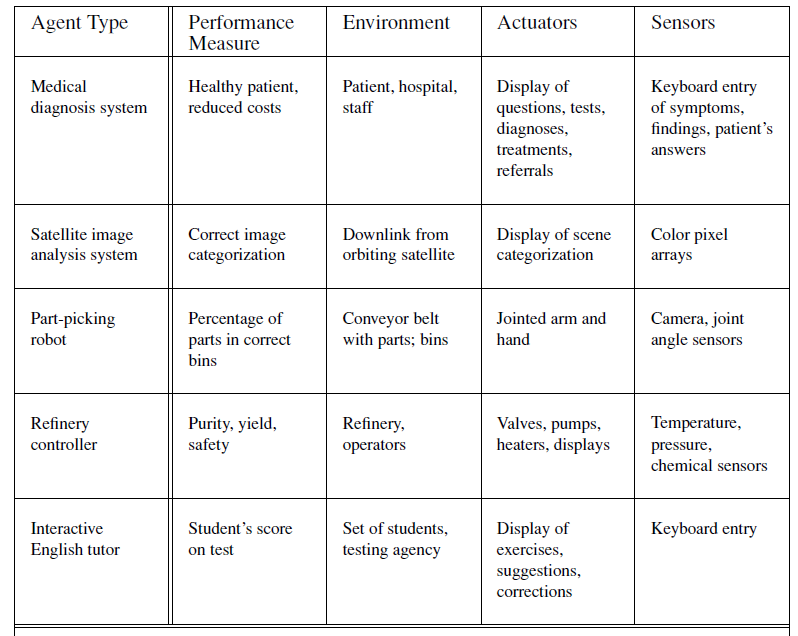 Agent Type
Performance
Measure
Environment
Actuators
Sensors
Medical
diagnosis system
Healthy patient,
reduced costs
Patient, hospital,
staff
Display of
questions, tests,
diagnoses,
treatments,
referrals
Keyboard entry
of symptoms,
findings, patient’s
answers
Satellite image
analysis system
Correct image
categorization
Downlink from
orbiting satellite
Display of scene
categorization
Color pixel
arrays
Part-picking
robot
Percentage of
parts in correct
bins
Conveyor belt
with parts; bins
Jointed arm and
hand
Camera, joint
angle sensors
Refinery
controller
Purity, yield,
safety
Refinery,
operators
Valves, pumps,
heaters, displays
Temperature,
pressure,
chemical sensors
Interactive
English tutor
Student’s score
on test
Set of students,
testing agency
Display of
exercises,
suggestions,
corrections
Keyboard entry